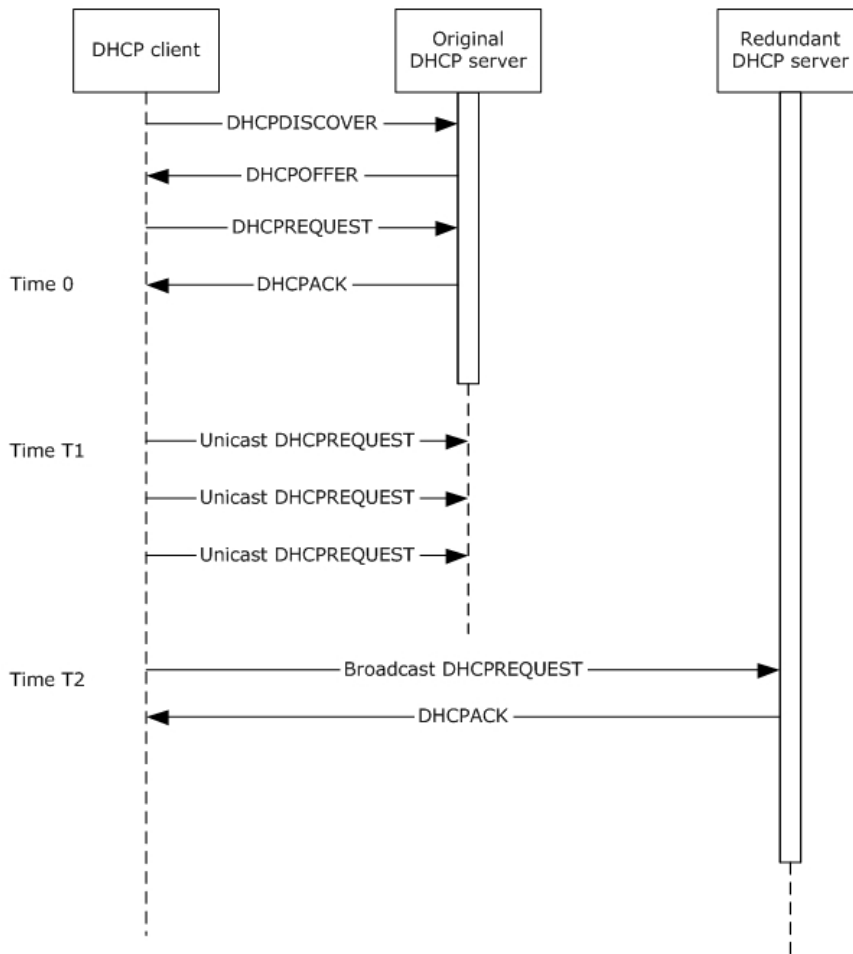 DHCP client
Original
DHCP server
Redundant
DHCP server
DHCPDISCOVER
DHCPOFFER
DHCPREQUEST
Time 0
DHCPACK
Time T1
Unicast DHCPREQUEST
Unicast DHCPREQUEST
Unicast DHCPREQUEST
Time T2
Broadcast DHCPREQUEST
DHCPACK